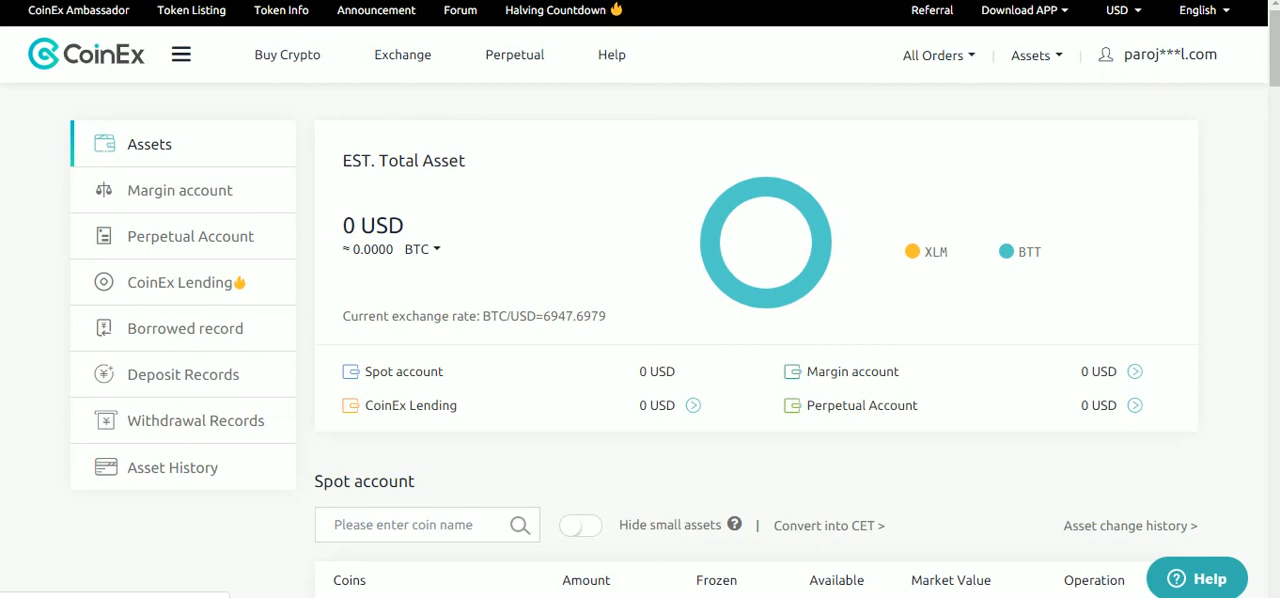 CoinEx Ambassador Token Listing Token Info Announcement Forum Halving Countdown Referral Download APP USD English
CoinEx Buy Crypto Exchange Perpetual Help All Orders | Assets | paroj***l.com
Assets
Margin account
Perpetual Account
CoinEx Lending
Borrowed record
Deposit Records
Withdrawal Records
Asset History
EST. Total Asset
0 USD
≈ 0.0000 BTC
XLM BTT
Current exchange rate: BTC/USD=6947.6979
Spot account 0 USD Margin account 0 USD
CoinEx Lending 0 USD Perpetual Account 0 USD
Spot account
Please enter coin name Hide small assets ? | Convert into CET > Asset change history >
Coins Amount Frozen Available Market Value Operation
? Help